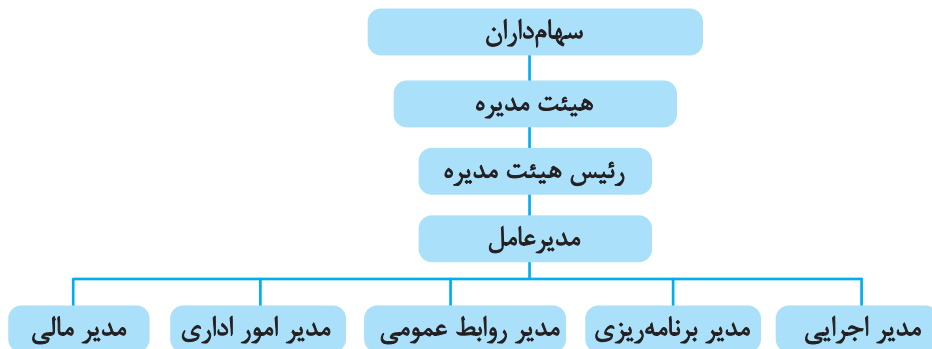 سهام‌داران
هیئت مدیره
رئیس هیئت مدیره
مدیرعامل
مدیر اجرایی
مدیر برنامه‌ریزی
مدیر روابط عمومی
مدیر امور اداری
مدیر مالی